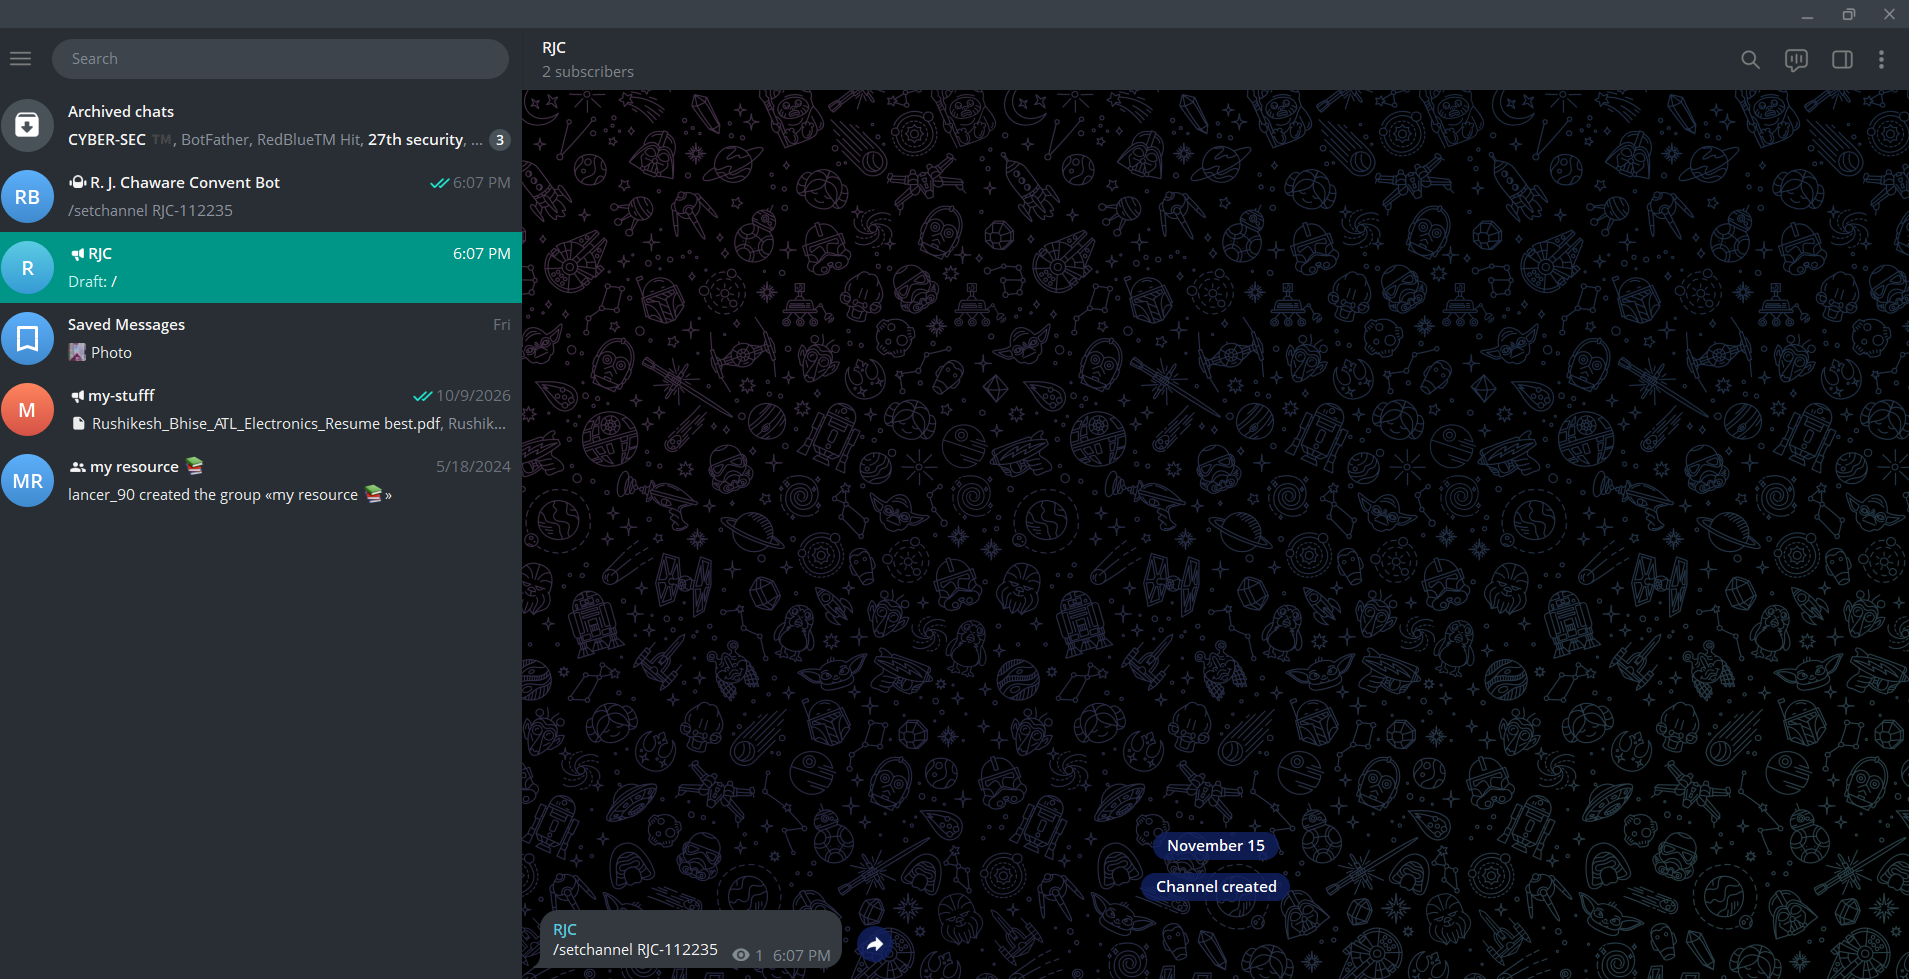 Search
Archived chats
CYBER-SEC ™, BotFather, RedBlueTM Hit, 27th security, ... 3
RB R. J. Chaware Convent Bot 6:07 PM
/setchannel RJC-112235
R RJC 6:07 PM
Draft: /
Saved Messages Fri
Photo
M my-stufff 10/9/2026
Rushikesh_Bhise_ATL_Electronics_Resume best.pdf, Rushik...
MR my resource 📚 5/18/2024
lancer_90 created the group «my resource 📚»
RJC
2 subscribers
November 15
Channel created
RJC
/setchannel RJC-112235 1 6:07 PM